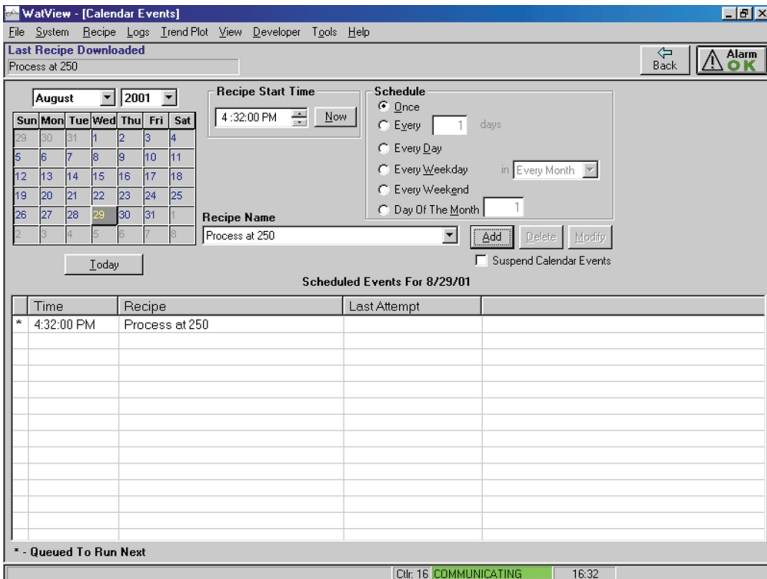 WatView - [Calendar Events]
File System Recipe Logs Trend Plot View Developer Tools Help
Last Recipe Downloaded
Process at 250
Back
Alarm
OK
August 2001
Sun Mon Tue Wed Thu Fri Sat
29 30 31 1 2 3 4
5 6 7 8 9 10 11
12 13 14 15 16 17 18
19 20 21 22 23 24 25
26 27 28 29 30 31 1
2 3 4 5 6 7 8
Today
Recipe Start Time
4:32:00 PM Now
Recipe Name
Process at 250
Schedule
Once
Every 1 days
Every Day
Every Weekday in Every Month
Every Weekend
Day Of The Month 1
Add Delete Modify
Suspend Calendar Events
Scheduled Events For 8/29/01
Time Recipe Last Attempt
* 4:32:00 PM Process at 250
* - Queued To Run Next
Ctlr: 16 COMMUNICATING 16:32